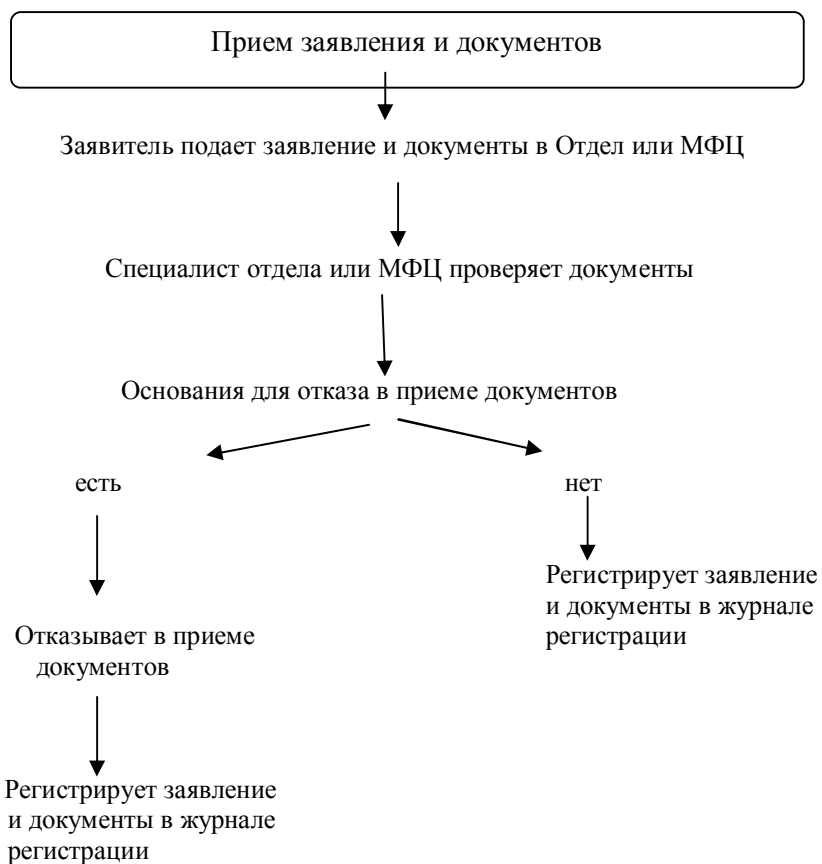 Прием заявления и документов
Заявитель подает заявление и документы в Отдел или МФЦ
Специалист отдела или МФЦ проверяет документы
Основания для отказа в приеме документов
есть
нет
Регистрирует заявление
и документы в журнале
регистрации
Отказывает в приеме
документов
Регистрирует заявление
и документы в журнале
регистрации